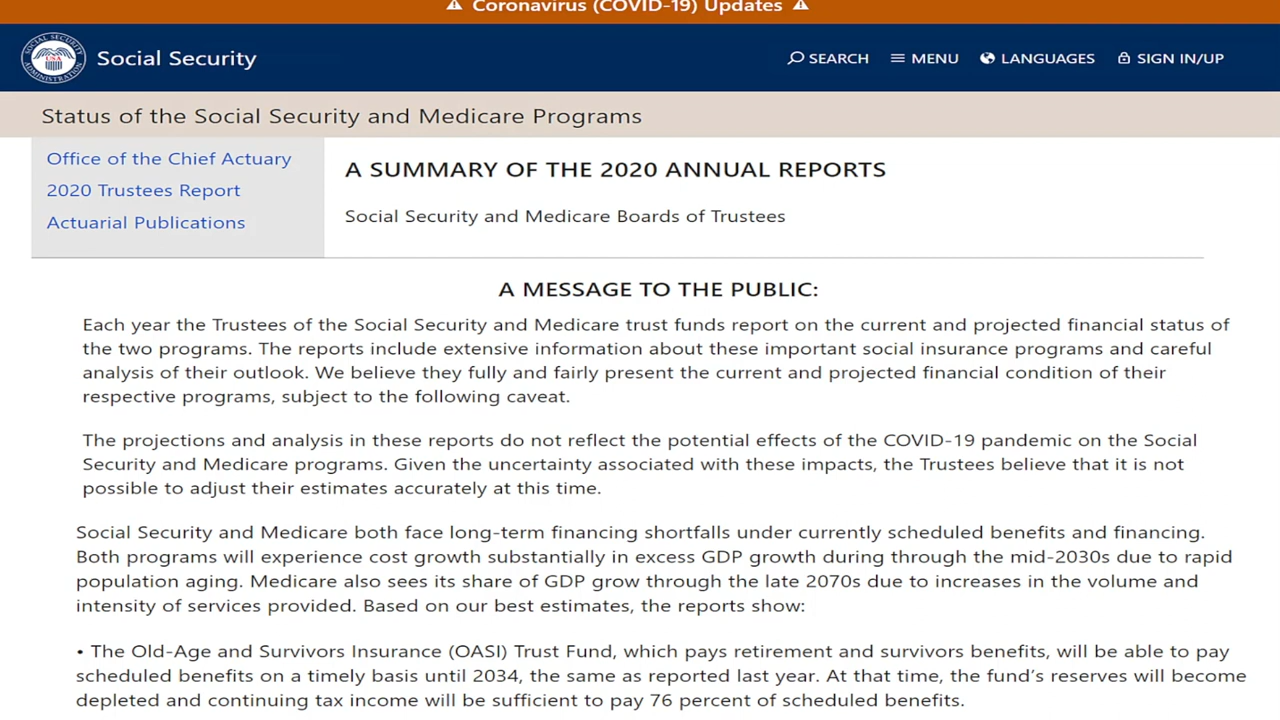 Coronavirus (COVID-19) Updates
Social Security
SEARCH MENU LANGUAGES SIGN IN/UP
SOCIAL SECURITY ADMINISTRATION
USA
Status of the Social Security and Medicare Programs
Office of the Chief Actuary
2020 Trustees Report
Actuarial Publications
A SUMMARY OF THE 2020 ANNUAL REPORTS
Social Security and Medicare Boards of Trustees
A MESSAGE TO THE PUBLIC:
Each year the Trustees of the Social Security and Medicare trust funds report on the current and projected financial status of
the two programs. The reports include extensive information about these important social insurance programs and careful
analysis of their outlook. We believe they fully and fairly present the current and projected financial condition of their
respective programs, subject to the following caveat.
The projections and analysis in these reports do not reflect the potential effects of the COVID-19 pandemic on the Social
Security and Medicare programs. Given the uncertainty associated with these impacts, the Trustees believe that it is not
possible to adjust their estimates accurately at this time.
Social Security and Medicare both face long-term financing shortfalls under currently scheduled benefits and financing.
Both programs will experience cost growth substantially in excess GDP growth during through the mid-2030s due to rapid
population aging. Medicare also sees its share of GDP grow through the late 2070s due to increases in the volume and
intensity of services provided. Based on our best estimates, the reports show:
• The Old-Age and Survivors Insurance (OASI) Trust Fund, which pays retirement and survivors benefits, will be able to pay
scheduled benefits on a timely basis until 2034, the same as reported last year. At that time, the fund's reserves will become
depleted and continuing tax income will be sufficient to pay 76 percent of scheduled benefits.